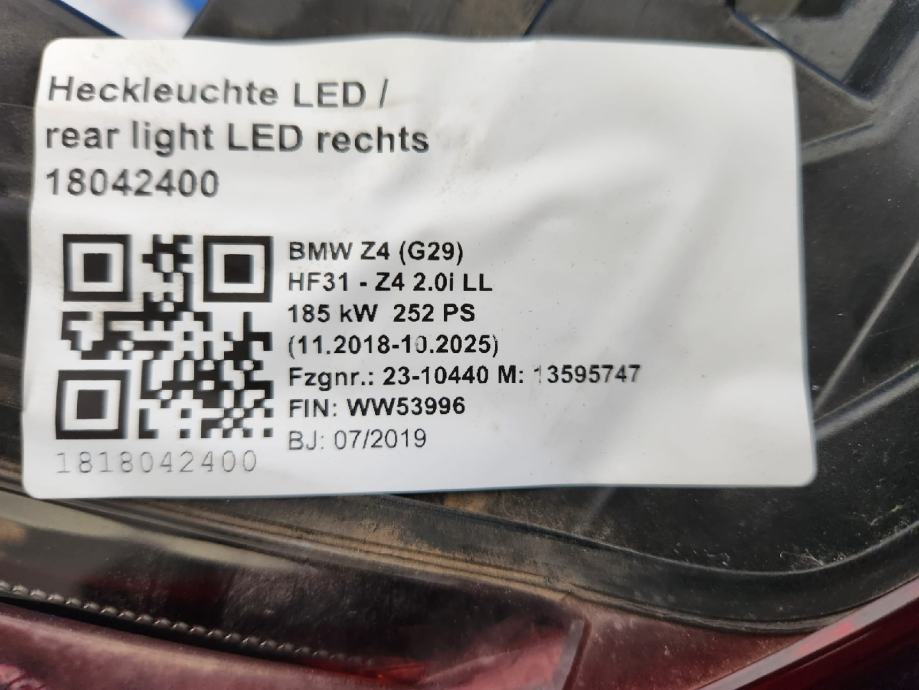 Heckleuchte LED /
rear light LED rechts
18042400
BMW Z4 (G29)
HF31 - Z4 2.0i LL
185 kW 252 PS
(11.2018-10.2025)
Fzgnr.: 23-10440 M: 13595747
FIN: WW53996
BJ: 07/2019
1818042400